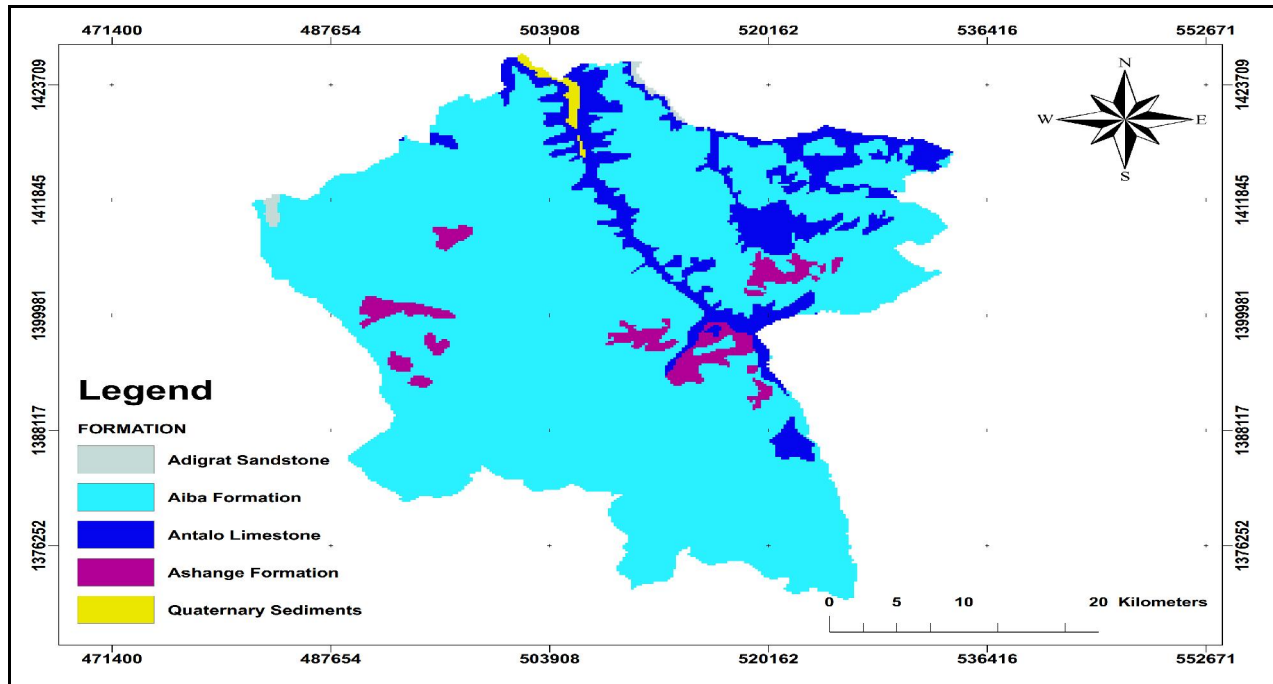 471400 487654 503908 520162 536416 552671
1423709 1423709
1411845 1411845
1399981 1399981
1388117 1388117
1376252 1376252
N
W E
S
Legend
FORMATION
Adigrat Sandstone
Aiba Formation
Antalo Limestone
Ashange Formation
Quaternary Sediments
0 5 10 20 Kilometers
471400 487654 503908 520162 536416 552671